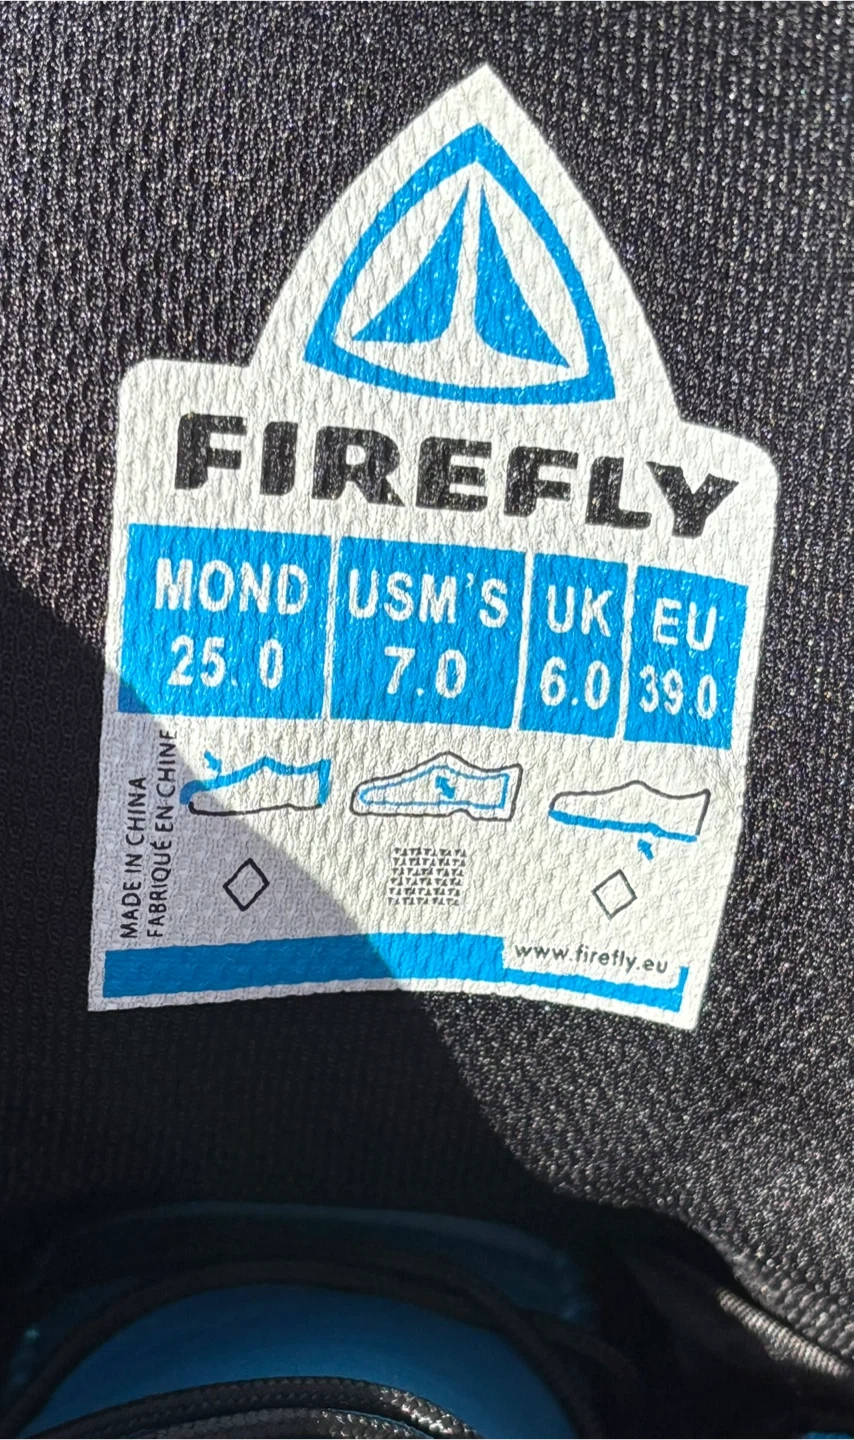 FIREFLY
MOND USM'S UK EU
25.0 7.0 6.0 39.0
MADE IN CHINA
FABRIQUÉ EN CHINE
www.firefly.eu